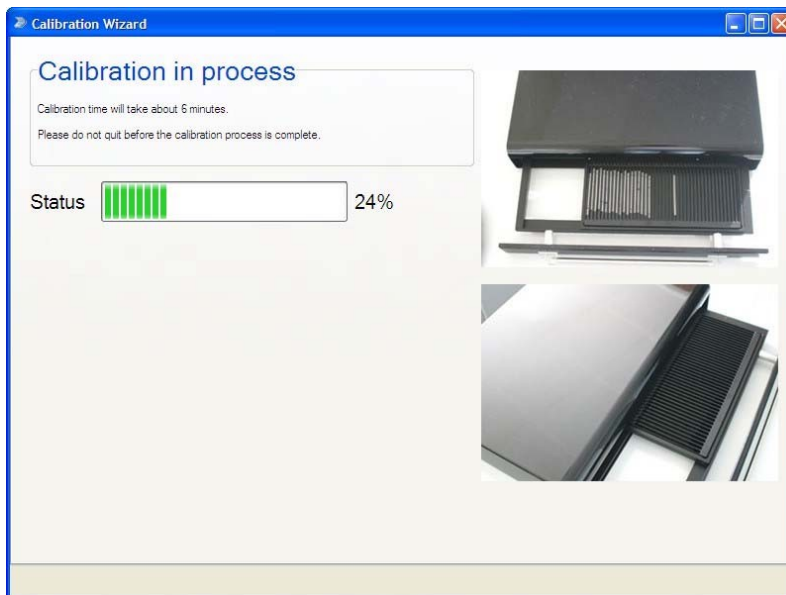 Calibration Wizard
Calibration in process
Calibration time will take about 6 minutes.
Please do not quit before the calibration process is complete.
Status 24%